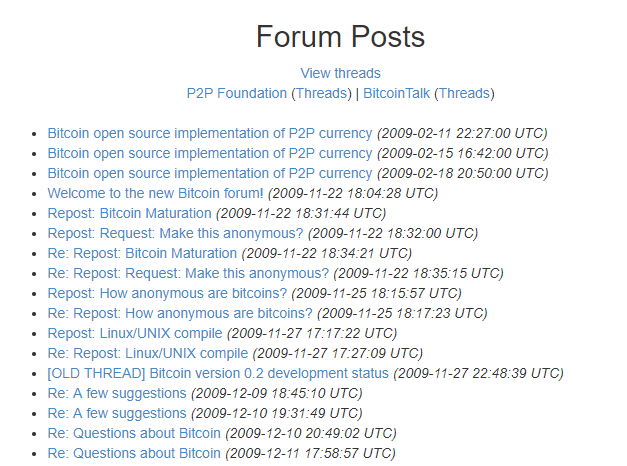 Forum Posts
View threads
P2P Foundation (Threads) | BitcoinTalk (Threads)
Bitcoin open source implementation of P2P currency (2009-02-11 22:27:00 UTC)
Bitcoin open source implementation of P2P currency (2009-02-15 16:42:00 UTC)
Bitcoin open source implementation of P2P currency (2009-02-18 20:50:00 UTC)
Welcome to the new Bitcoin forum! (2009-11-22 18:04:28 UTC)
Repost: Bitcoin Maturation (2009-11-22 18:31:44 UTC)
Repost: Request: Make this anonymous? (2009-11-22 18:32:00 UTC)
Re: Repost: Bitcoin Maturation (2009-11-22 18:34:21 UTC)
Re: Repost: Request: Make this anonymous? (2009-11-22 18:35:15 UTC)
Repost: How anonymous are bitcoins? (2009-11-25 18:15:57 UTC)
Re: Repost: How anonymous are bitcoins? (2009-11-25 18:17:23 UTC)
Repost: Linux/UNIX compile (2009-11-27 17:17:22 UTC)
Re: Repost: Linux/UNIX compile (2009-11-27 17:27:09 UTC)
[OLD THREAD] Bitcoin version 0.2 development status (2009-11-27 22:48:39 UTC)
Re: A few suggestions (2009-12-09 18:45:10 UTC)
Re: A few suggestions (2009-12-10 19:31:49 UTC)
Re: Questions about Bitcoin (2009-12-10 20:49:02 UTC)
Re: Questions about Bitcoin (2009-12-11 17:58:57 UTC)